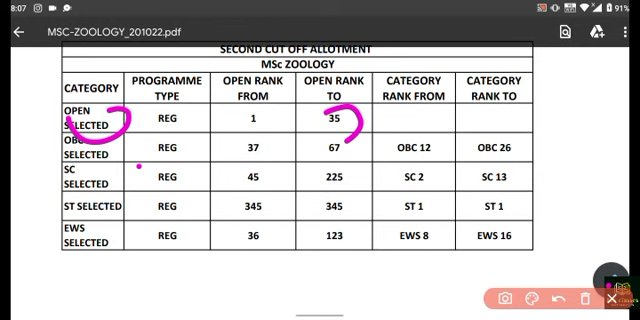 8:07
91%
MSC-ZOOLOGY_201022.pdf
SECOND CUT OFF ALLOTMENT
MSc ZOOLOGY
CATEGORY PROGRAMME TYPE OPEN RANK FROM OPEN RANK TO CATEGORY RANK FROM CATEGORY RANK TO
OPEN SELECTED REG 1 35
OBC SELECTED REG 37 67 OBC 12 OBC 26
SC SELECTED REG 45 225 SC 2 SC 13
ST SELECTED REG 345 345 ST 1 ST 1
EWS SELECTED REG 36 123 EWS 8 EWS 16